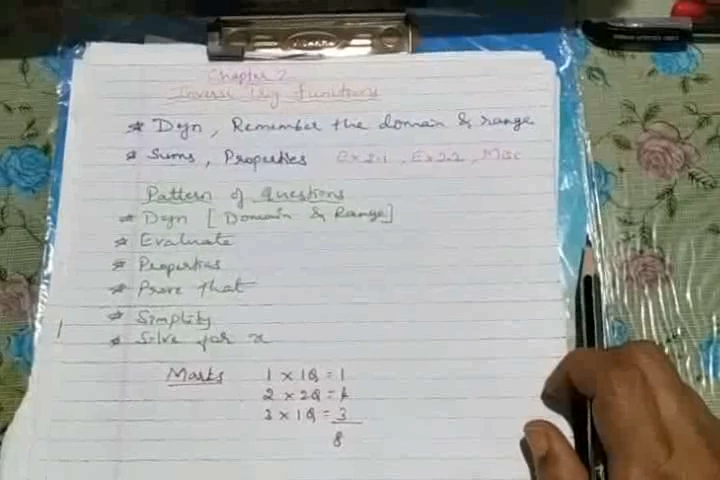 Chapter 2
Inverse Trig Functions
* Defn, Remember the domain & range
* Sums, Properties Ex 2.1, Ex 2.2, Misc
Pattern of Questions
* Defn [Domain & Range]
* Evaluate
* Properties
* Prove that
* Simplify
* Solve for x
Marks 1 × 1Q = 1
2 × 2Q = 4
3 × 1Q = 3
8